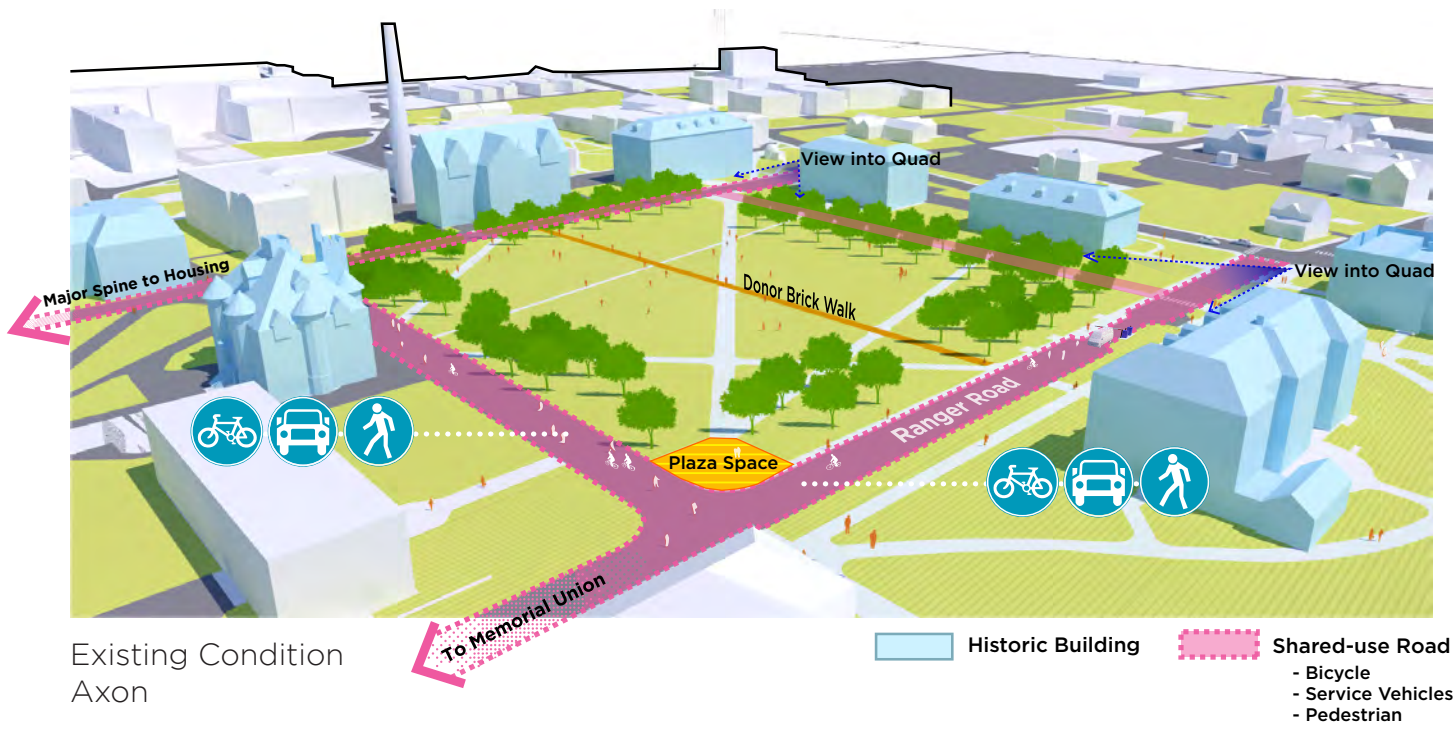 View into Quad
View into Quad
Major Spine to Housing
Donor Brick Walk
Ranger Road
Plaza Space
To Memorial Union
Existing Condition
Axon
Historic Building
Shared-use Road
- Bicycle
- Service Vehicles
- Pedestrian